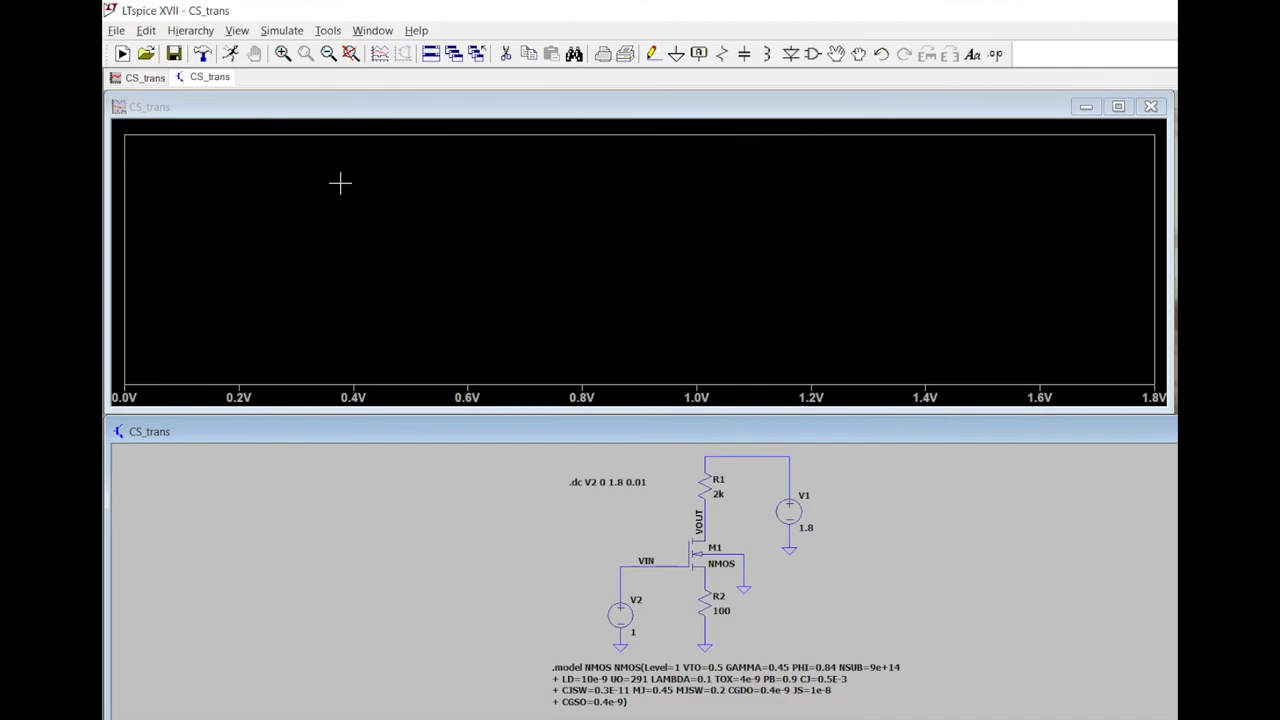 LTspice XVII - CS_trans
File Edit Hierarchy View Simulate Tools Window Help
CS_trans CS_trans
CS_trans
0.0V 0.2V 0.4V 0.6V 0.8V 1.0V 1.2V 1.4V 1.6V 1.8V
CS_trans
.dc V2 0 1.8 0.01
R1
2k
V1
1.8
VOUT
M1
NMOS
VIN
V2
1
R2
100
.model NMOS NMOS(Level=1 VTO=0.5 GAMMA=0.45 PHI=0.84 NSUB=9e+14
+ LD=10e-9 UO=291 LAMBDA=0.1 TOX=4e-9 PB=0.9 CJ=0.5E-3
+ CJSW=0.3E-11 MJ=0.45 MJSW=0.2 CGDO=0.4e-9 JS=1e-8
+ CGSO=0.4e-9)